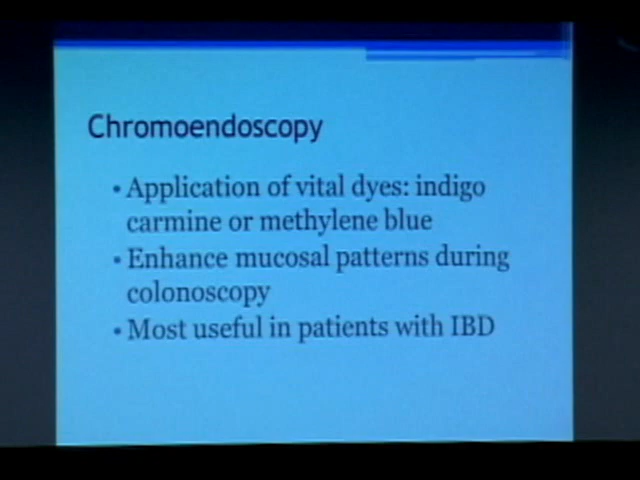 Chromoendoscopy
• Application of vital dyes: indigo
carmine or methylene blue
• Enhance mucosal patterns during
colonoscopy
• Most useful in patients with IBD